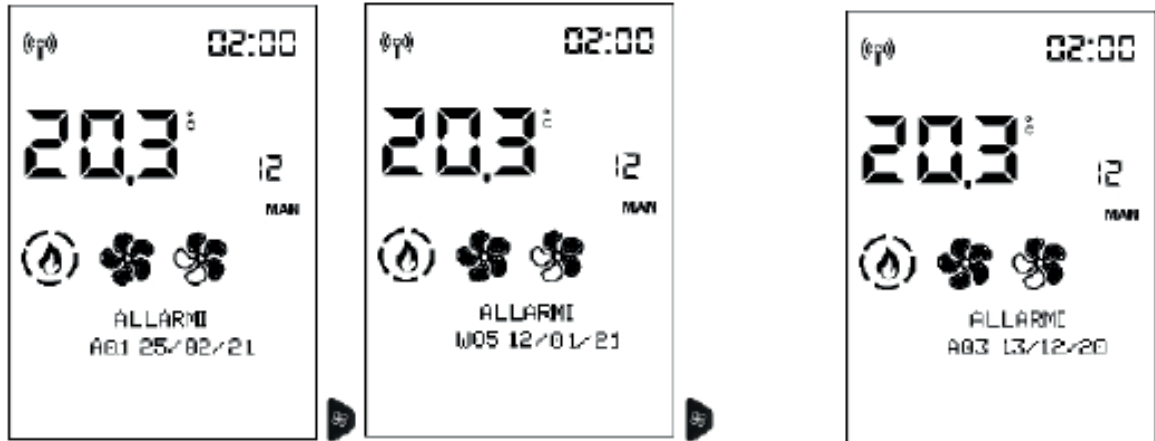 02:00
20.3 °C
12
MAN
ALLARMI
A01 25/02/21
02:00
20.3 °C
12
MAN
ALLARMI
W05 12/01/21
02:00
20.3 °C
12
MAN
ALLARMI
A03 13/12/20